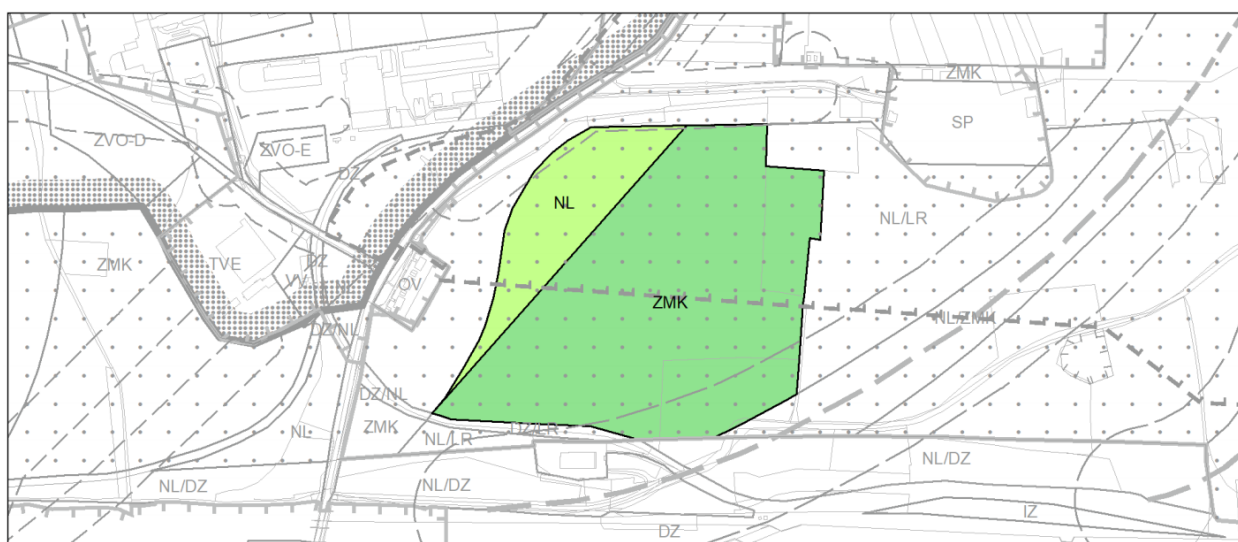 ZMK
SP
ZVO-D
ZVO-E
DZ
NL
NL/LR
ZMK
TVE
DZ
VV
OV
ZMK
NL/ZMK
DZ/NL
DZ/NL
NL
ZMK
NL/LR
DZ/LR
NL/DZ
NL/DZ
NL/DZ
IZ
DZ